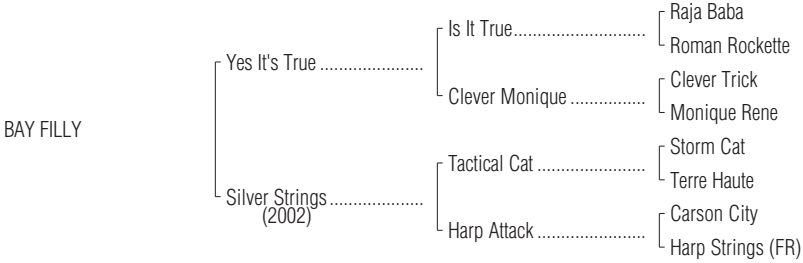 Raja Baba
Is It True..............................
Roman Rockette
Yes It's True .......................
Clever Trick
Clever Monique .................
Monique Rene
BAY FILLY
Storm Cat
Tactical Cat ........................
Terre Haute
Silver Strings.....................
(2002)
Carson City
Harp Attack ........................
Harp Strings (FR)